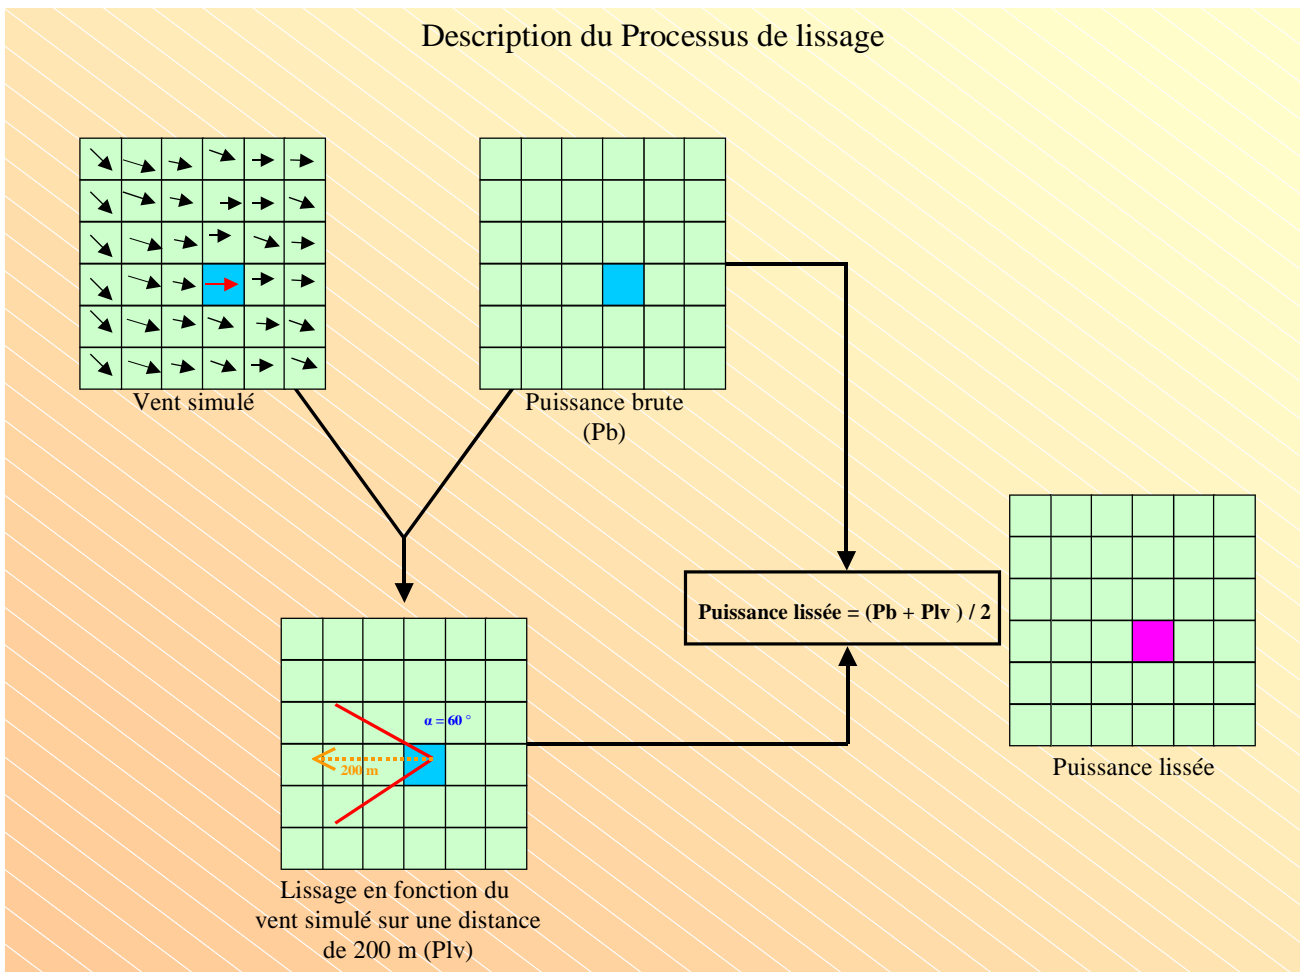 Description du Processus de lissage
Vent simulé
Puissance brute
(Pb)
Puissance lissée = (Pb + Plv ) / 2
α = 60 °
200 m
Puissance lissée
Lissage en fonction du
vent simulé sur une distance
de 200 m (Plv)